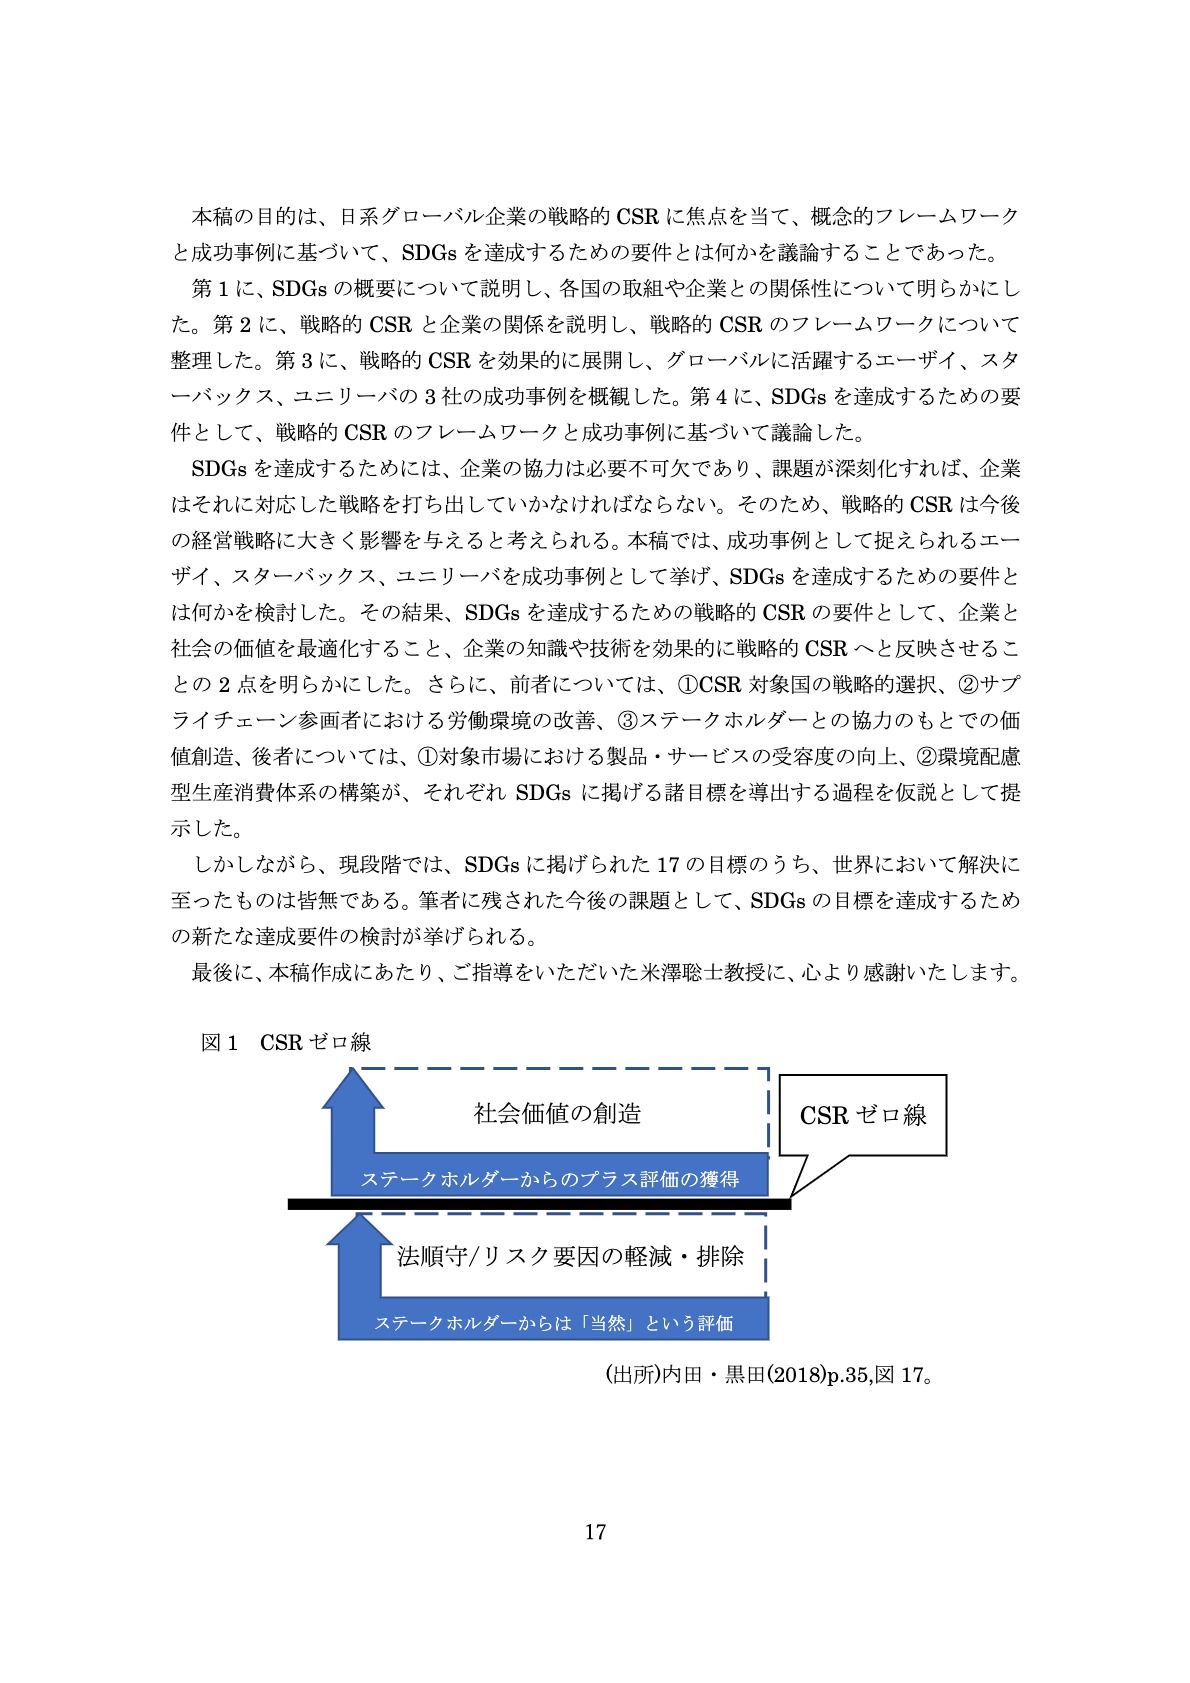 本稿の目的は、日系グローバル企業の戦略的 CSR に焦点を当て、概念的フレームワーク
と成功事例に基づいて、SDGs を達成するための要件とは何かを議論することであった。
第 1 に、SDGs の概要について説明し、各国の取組や企業との関係性について明らかにし
た。第 2 に、戦略的 CSR と企業の関係を説明し、戦略的 CSR のフレームワークについて
整理した。第 3 に、戦略的 CSR を効果的に展開し、グローバルに活躍するエーザイ、スタ
ーバックス、ユニリーバの 3 社の成功事例を概観した。第 4 に、SDGs を達成するための要
件として、戦略的 CSR のフレームワークと成功事例に基づいて議論した。
SDGs を達成するためには、企業の協力は必要不可欠であり、課題が深刻化すれば、企業
はそれに対応した戦略を打ち出していかなければならない。そのため、戦略的 CSR は今後
の経営戦略に大きく影響を与えると考えられる。本稿では、成功事例として捉えられるエー
ザイ、スターバックス、ユニリーバを成功事例として挙げ、SDGs を達成するための要件と
は何かを検討した。その結果、SDGs を達成するための戦略的 CSR の要件として、企業と
社会の価値を最適化すること、企業の知識や技術を効果的に戦略的 CSR へと反映させるこ
との 2 点を明らかにした。さらに、前者については、①CSR 対象国の戦略的選択、②サプ
ライチェーン参画者における労働環境の改善、③ステークホルダーとの協力のもとでの価
値創造、後者については、①対象市場における製品・サービスの受容度の向上、②環境配慮
型生産消費体系の構築が、それぞれ SDGs に掲げる諸目標を導出する過程を仮説として提
示した。
しかしながら、現段階では、SDGs に掲げられた 17 の目標のうち、世界において解決に
至ったものは皆無である。筆者に残された今後の課題として、SDGs の目標を達成するため
の新たな達成要件の検討が挙げられる。
最後に、本稿作成にあたり、ご指導をいただいた米澤聡士教授に、心より感謝いたします。
図 1　CSR ゼロ線
社会価値の創造
CSR ゼロ線
ステークホルダーからのプラス評価の獲得
法順守/リスク要因の軽減・排除
ステークホルダーからは「当然」という評価
(出所)内田・黒田(2018)p.35,図 17。
17